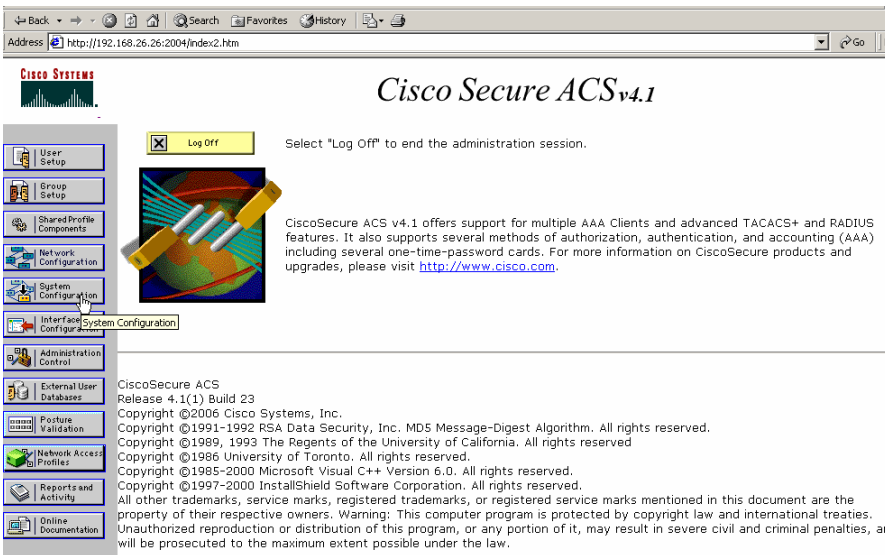 Back Search Favorites History
Address http://192.168.26.26:2004/index2.htm Go
CISCO SYSTEMS
Cisco Secure ACS v4.1
Log Off
Select "Log Off" to end the administration session.
User
Setup
Group
Setup
Shared Profile
Components
Network
Configuration
System
Configuration
Interface
System Configuration
Administration
Control
External User
Databases
Posture
Validation
Network Access
Profiles
Reports and
Activity
Online
Documentation
CiscoSecure ACS v4.1 offers support for multiple AAA Clients and advanced TACACS+ and RADIUS
features. It also supports several methods of authorization, authentication, and accounting (AAA)
including several one-time-password cards. For more information on CiscoSecure products and
upgrades, please visit http://www.cisco.com.
CiscoSecure ACS
Release 4.1(1) Build 23
Copyright ©2006 Cisco Systems, Inc.
Copyright ©1991-1992 RSA Data Security, Inc. MD5 Message-Digest Algorithm. All rights reserved.
Copyright ©1989, 1993 The Regents of the University of California. All rights reserved
Copyright ©1986 University of Toronto. All rights reserved.
Copyright ©1985-2000 Microsoft Visual C++ Version 6.0. All rights reserved.
Copyright ©1997-2000 InstallShield Software Corporation. All rights reserved.
All other trademarks, service marks, registered trademarks, or registered service marks mentioned in this document are the
property of their respective owners. Warning: This computer program is protected by copyright law and international treaties.
Unauthorized reproduction or distribution of this program, or any portion of it, may result in severe civil and criminal penalties,
will be prosecuted to the maximum extent possible under the law.